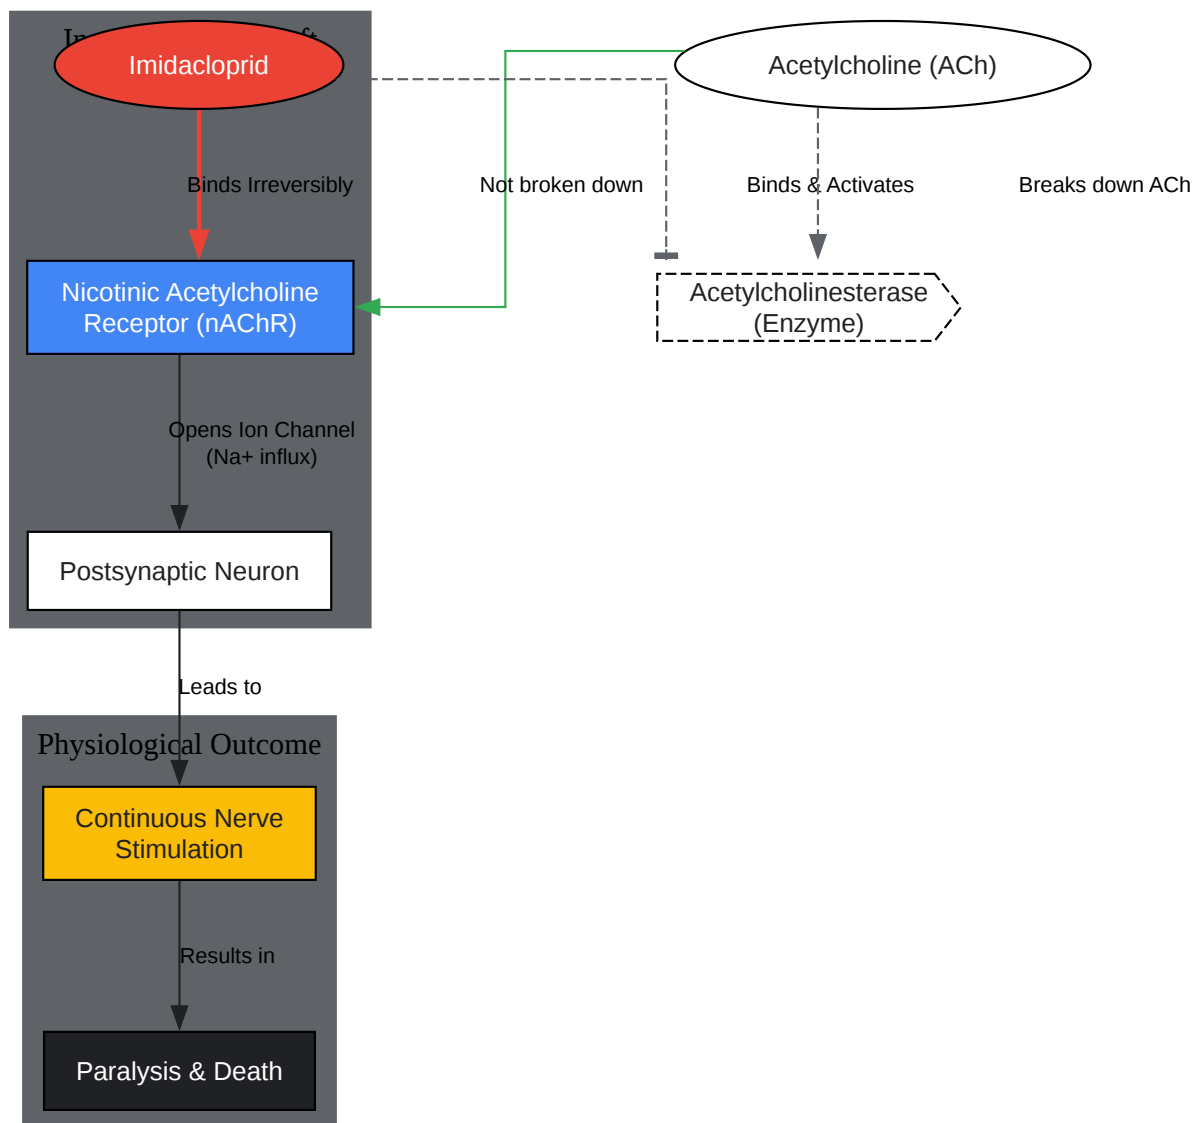 Imidacloprid
Acetylcholine (ACh)
Binds Irreversibly
Not broken down
Binds & Activates
Breaks down ACh
Nicotinic Acetylcholine
Receptor (nAChR)
Acetylcholinesterase
(Enzyme)
Opens Ion Channel
(Na+ influx)
Postsynaptic Neuron
Leads to
Physiological Outcome
Continuous Nerve
Stimulation
Results in
Paralysis & Death